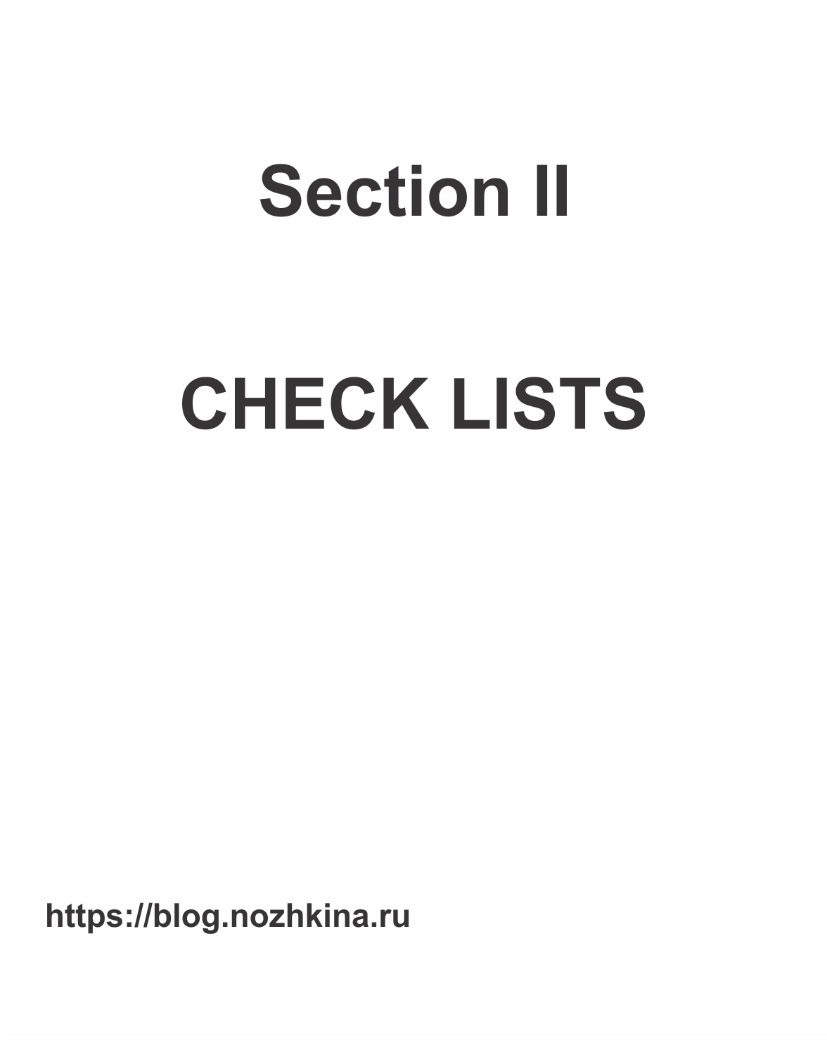 Section II
CHECK LISTS
https://blog.nozhkina.ru